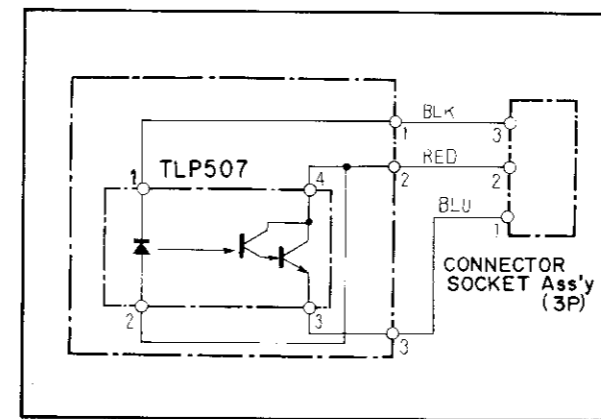 BLK
1 3
TLP507
RED
1 4 2 2
BLU
1
CONNECTOR
SOCKET Ass'y
(3P)
2 3
3